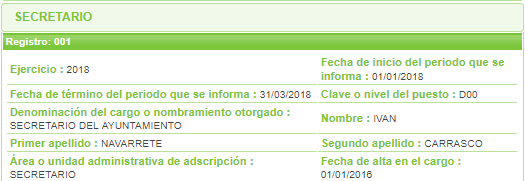 SECRETARIO
Registro: 001
Ejercicio : 2018
Fecha de inicio del periodo que se
informa : 01/01/2018
Fecha de término del periodo que se informa : 31/03/2018
Clave o nivel del puesto : D00
Denominación del cargo o nombramiento otorgado :
SECRETARIO DEL AYUNTAMIENTO
Nombre : IVAN
Primer apellido : NAVARRETE
Segundo apellido : CARRASCO
Área o unidad administrativa de adscripción :
SECRETARIO
Fecha de alta en el cargo :
01/01/2016